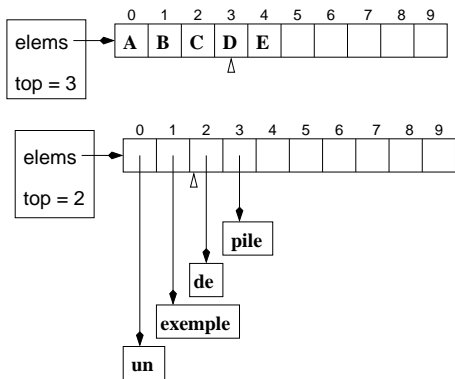 0 1 2 3 4 5 6 7 8 9
elems A B C D E
top = 3
0 1 2 3 4 5 6 7 8 9
elems
top = 2
pile
de
exemple
un